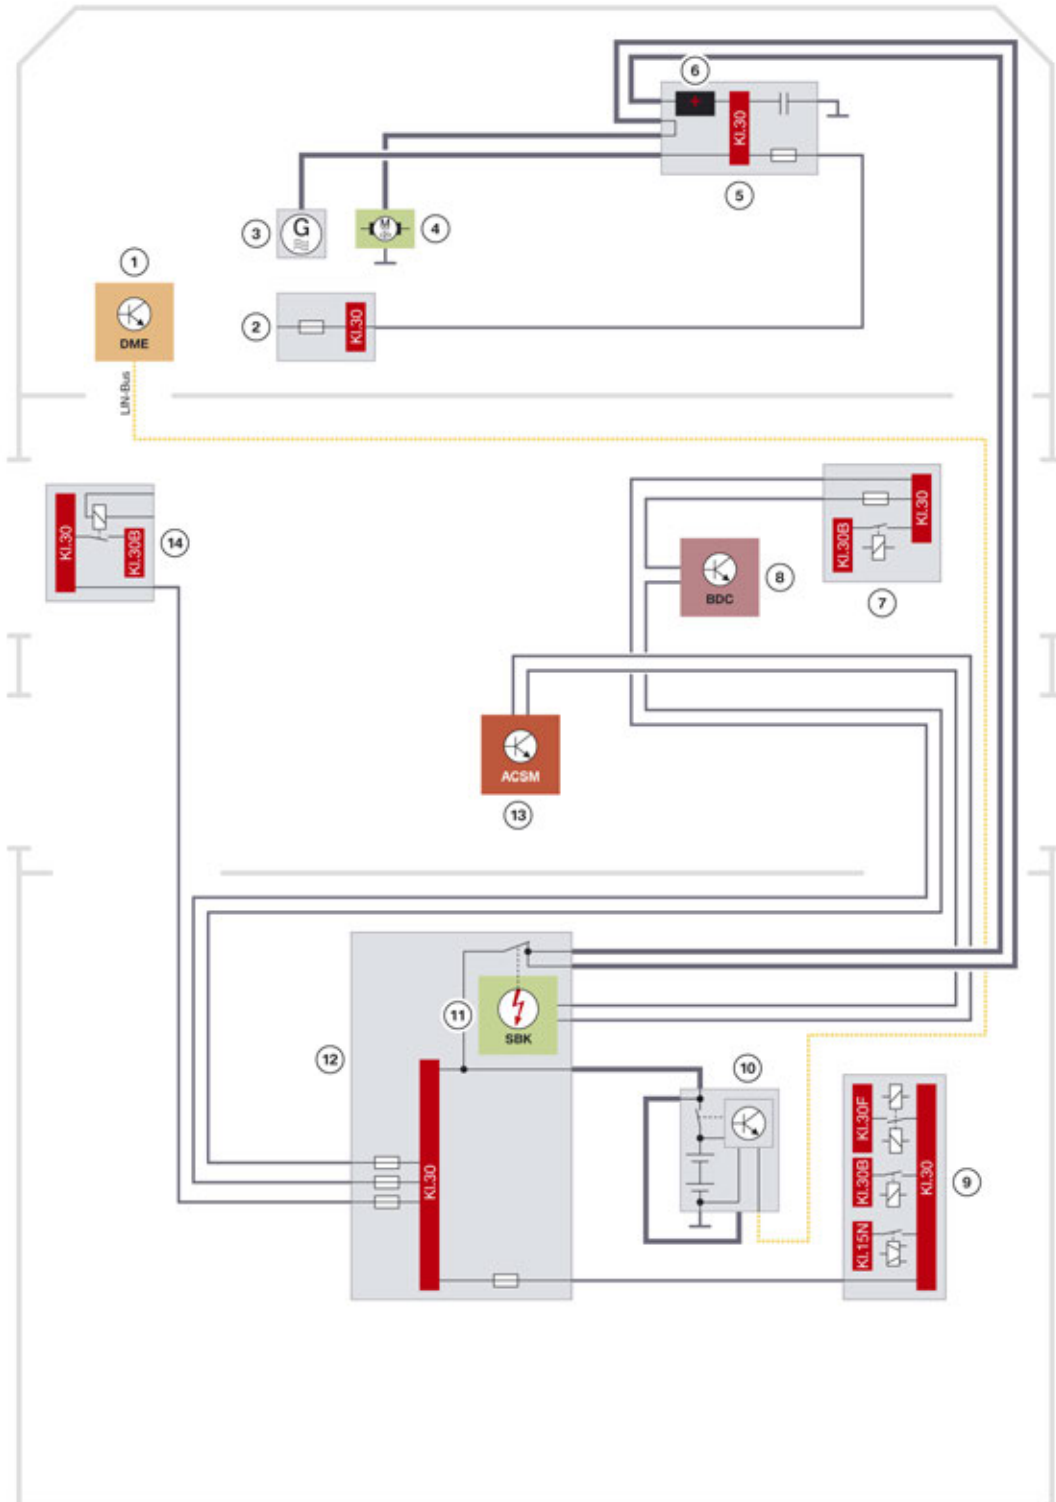 6
+
Kl.30
5
3
G
M
4
1
DME
2
Kl.30
LIN-Bus
Kl.30
Kl.30B
14
Kl.30
Kl.30B
7
BDC
8
ACSM
13
11
SBK
12
Kl.30
10
Kl.30F
Kl.30B
Kl.15N
Kl.30
9